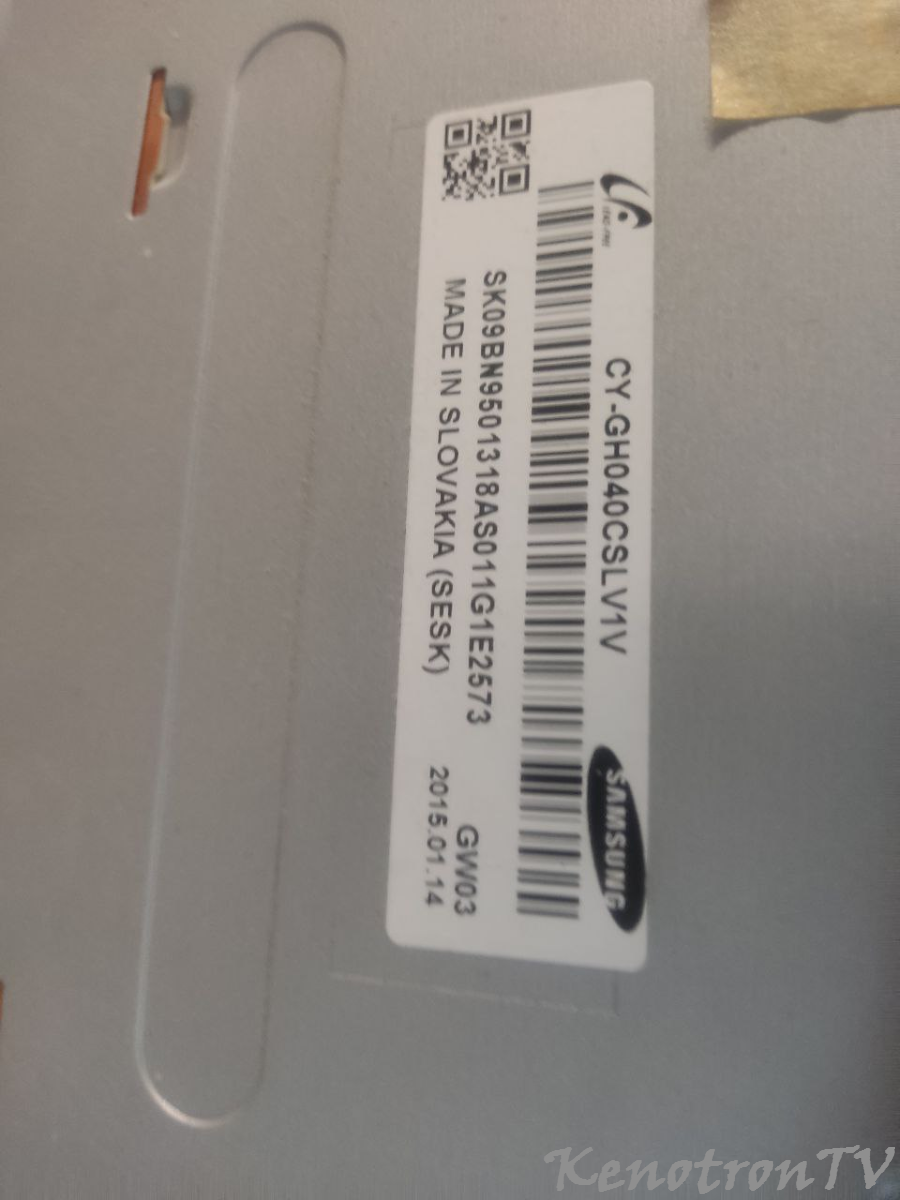 CY-GH040CSLV1V
SAMSUNG
SK09BN9501318AS011G1E2573
GW03
MADE IN SLOVAKIA (SESK)
2015.01.14
KenotronTV